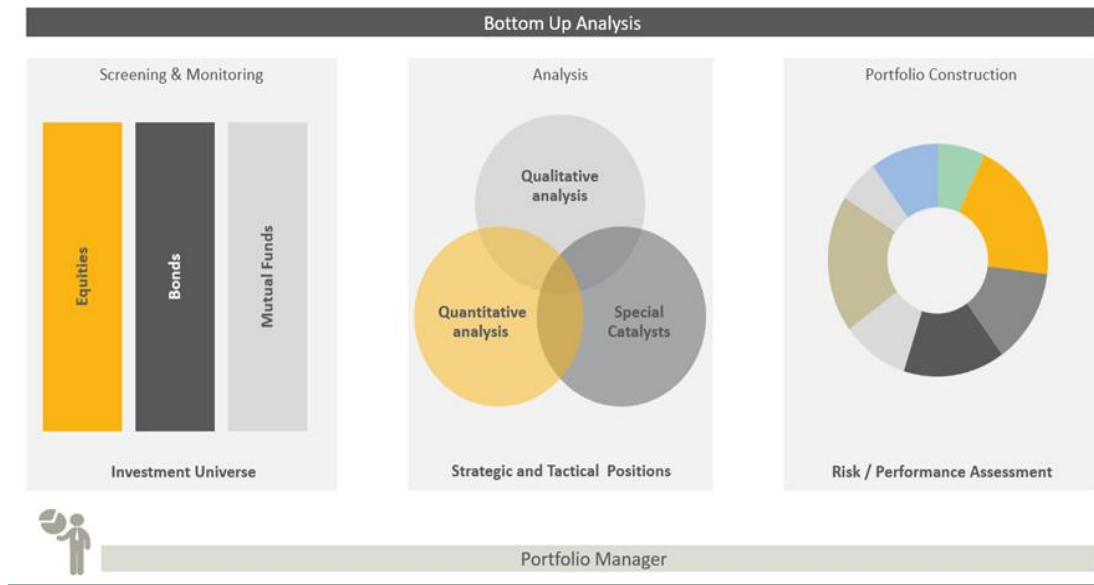 Bottom Up Analysis
Screening & Monitoring
Equities
Bonds
Mutual Funds
Investment Universe
Analysis
Qualitative
analysis
Quantitative
analysis
Special
Catalysts
Strategic and Tactical Positions
Portfolio Construction
Risk / Performance Assessment
Portfolio Manager